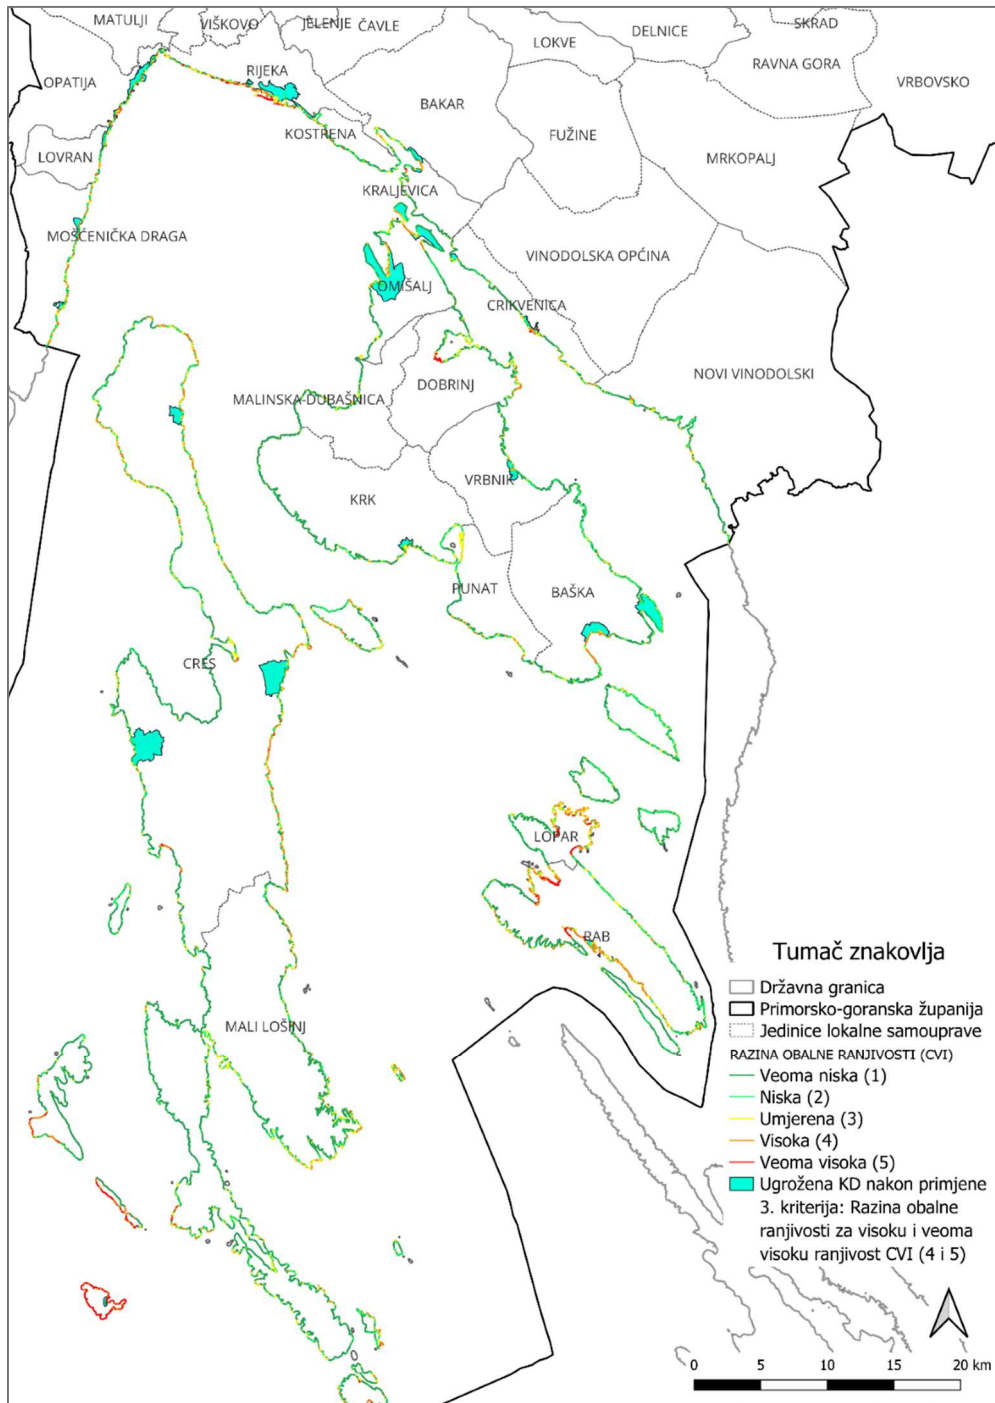 MATULJI
VIŠKOVO
JELENJE
ČAVLE
SKRAD
DELNICE
LOKVE
RAVNA GORA
RIJEKA
OPATIJA
VRBOVSKO
BAKAR
KOSTRENA
FUŽINE
LOVRAN
MRKOPALJ
KRALJEVICA
MOŠĆENIČKA DRAGA
VINODOLSKA OPĆINA
OMIŠALJ
CRIKVENICA
NOVI VINODOLSKI
DOBRINJ
MALINSKA-DUBAŠNICA
VRBNIK
KRK
PUNAT
BAŠKA
CRES
LOPAR
RAB
MALI LOŠINJ
Tumač znakovlja
Državna granica
Primorsko-goranska županija
Jedinice lokalne samouprave
RAZINA OBALNE RANJIVOSTI (CVI)
Veoma niska (1)
Niska (2)
Umjerena (3)
Visoka (4)
Veoma visoka (5)
Ugrožena KD nakon primjene
3. kriterija: Razina obalne
ranjivosti za visoku i veoma
visoku ranjivost CVI (4 i 5)
0 5 10 15 20 km